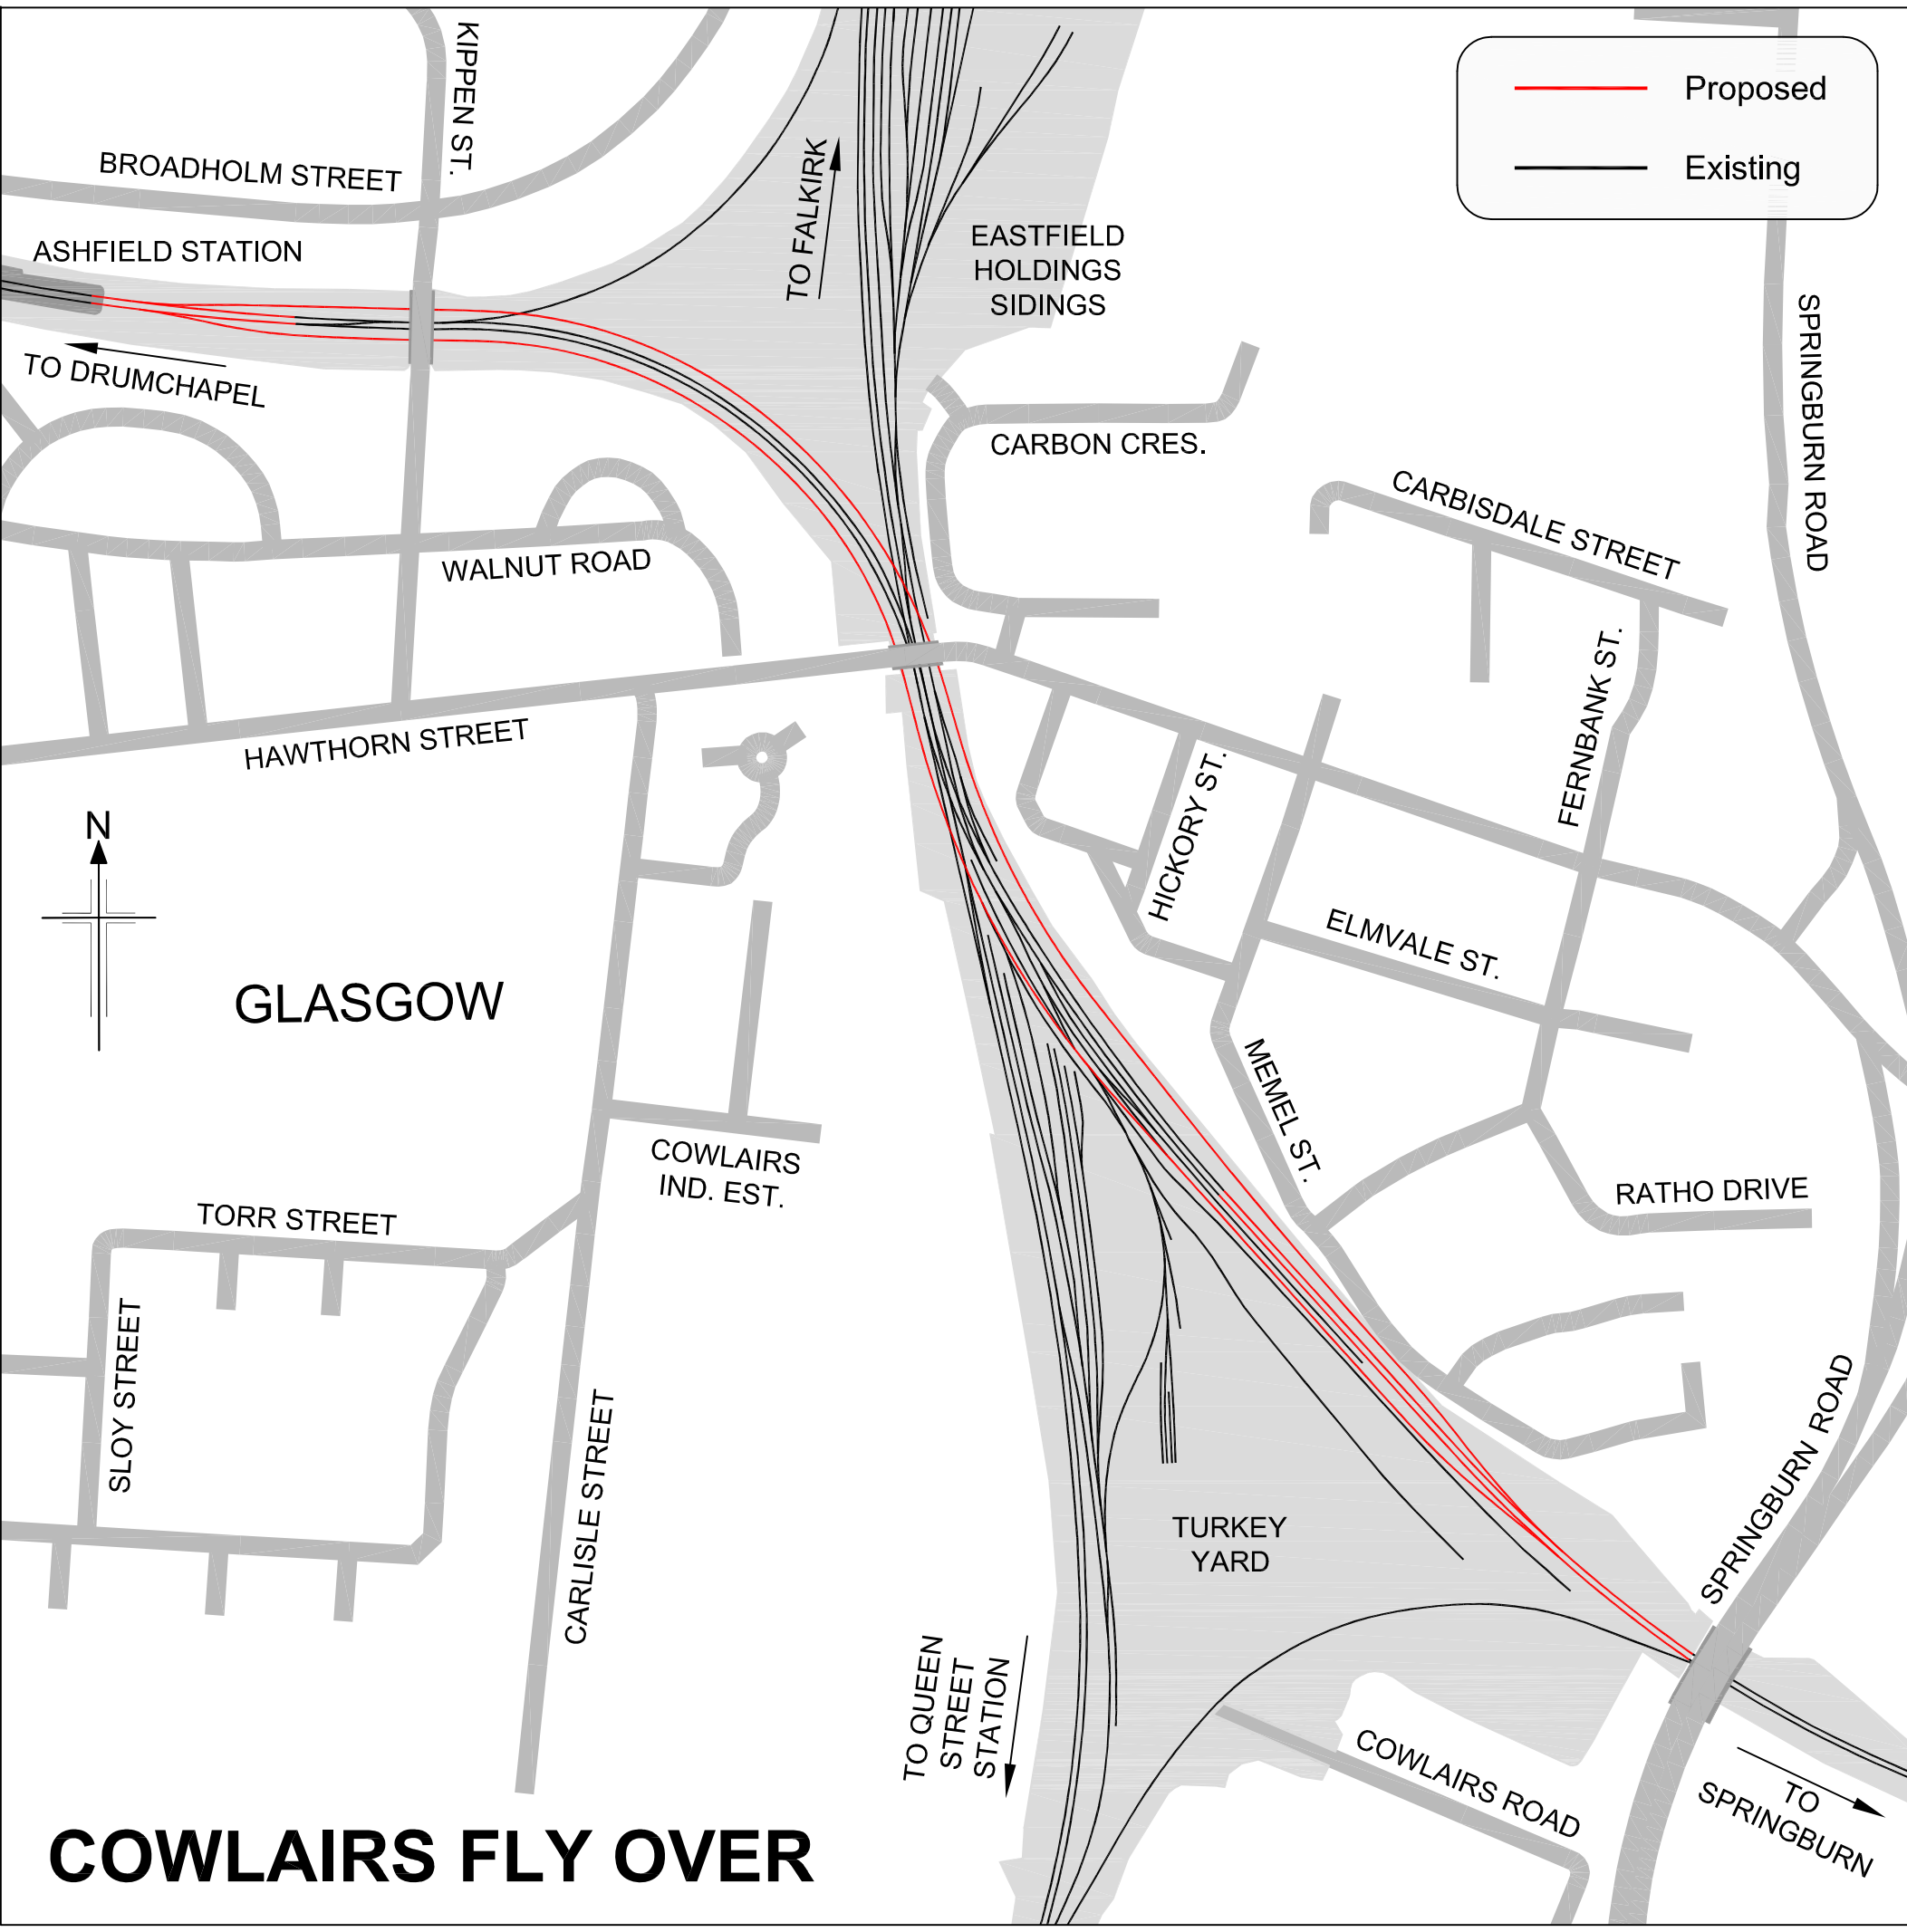 KIPPEN ST.
Proposed
Existing
BROADHOLM STREET
TO FALKIRK
ASHFIELD STATION
EASTFIELD
HOLDINGS
SIDINGS
SPRINGBURN ROAD
TO DRUMCHAPEL
CARBON CRES.
CARBISDALE STREET
WALNUT ROAD
FERNBANK ST.
HAWTHORN STREET
HICKORY ST.
N
ELMVALE ST.
GLASGOW
MEMEL ST.
COWLAIRS
IND. EST.
RATHO DRIVE
TORR STREET
SLOY STREET
CARLISLE STREET
SPRINGBURN ROAD
TURKEY
YARD
TO QUEEN
STREET
STATION
COWLAIRS ROAD
TO
SPRINGBURN
COWLAIRS FLY OVER